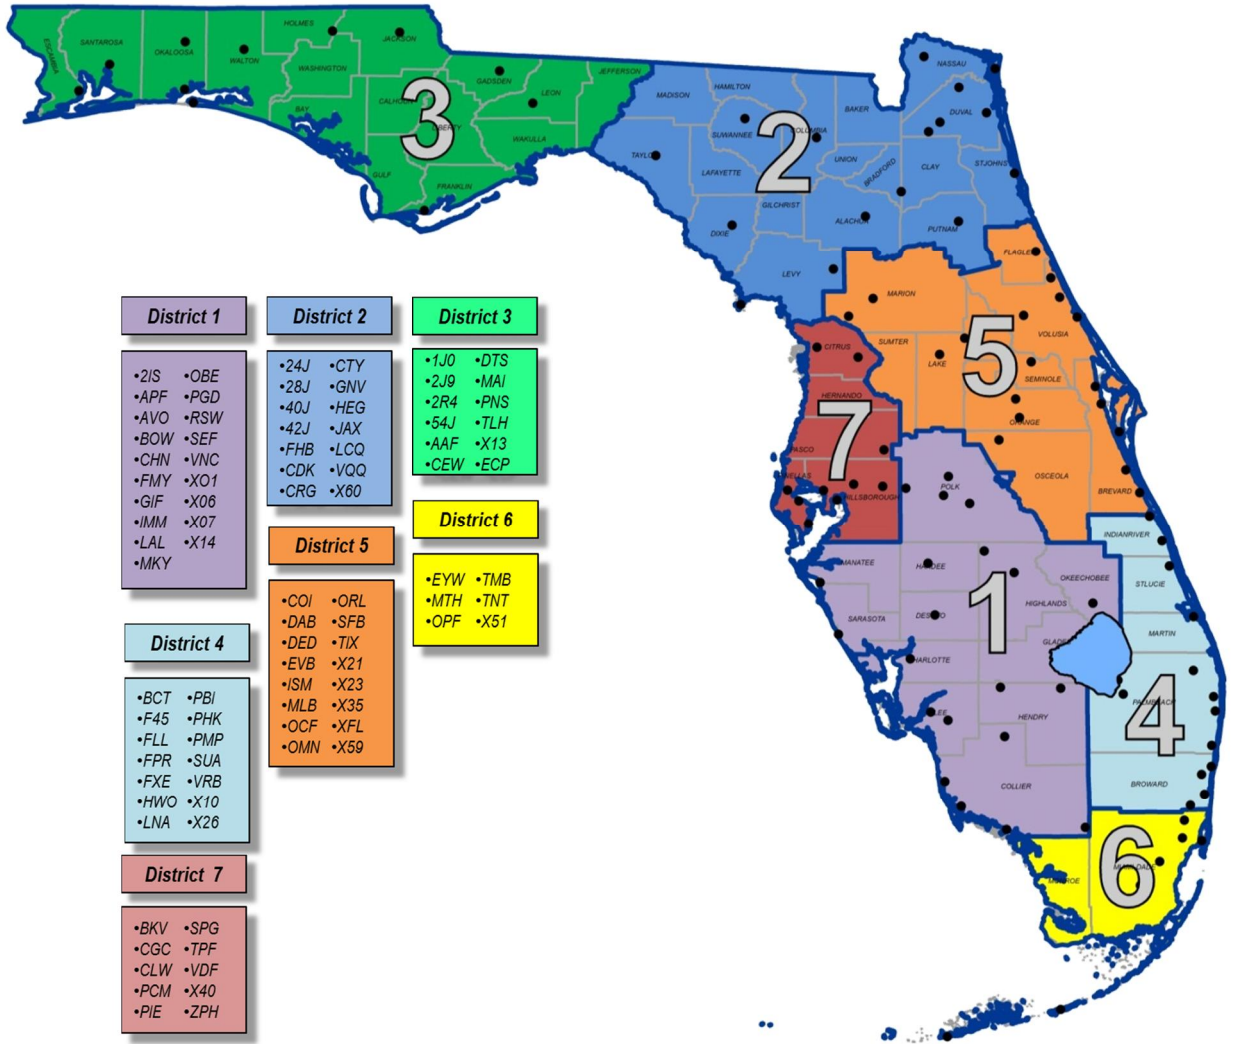 HOLMES
JACKSON
ESCAMBIA
SANTAROSA
OKALOOSA
WALTON
WASHINGTON
GADSDEN
JEFFERSON
LEON
CALHOUN
LIBERTY
BAY
WAKULLA
GULF
FRANKLIN
3
NASSAU
MADISON
HAMILTON
BAKER
DUVAL
SUWANNEE
COLUMBIA
TAYLOR
LAFAYETTE
UNION
BRADFORD
CLAY
STJOHNS
GILCHRIST
ALACHUA
PUTNAM
DIXIE
LEVY
2
FLAGLER
MARION
VOLUSIA
SUMTER
LAKE
SEMINOLE
ORANGE
OSCEOLA
BREVARD
5
CITRUS
HERNANDO
PASCO
PINELLAS
HILLSBOROUGH
7
POLK
MANATEE
HARDEE
OKEECHOBEE
HIGHLANDS
SARASOTA
DESOTO
GLADES
CHARLOTTE
LEE
HENDRY
COLLIER
1
INDIANRIVER
STLUCIE
MARTIN
PALMBEACH
BROWARD
4
MONROE
MIAMI-DADE
6
District 1
•2IS •OBE
•APF •PGD
•AVO •RSW
•BOW •SEF
•CHN •VNC
•FMY •XO1
•GIF •X06
•IMM •X07
•LAL •X14
•MKY
District 2
•24J •CTY
•28J •GNV
•40J •HEG
•42J •JAX
•FHB •LCQ
•CDK •VQQ
•CRG •X60
District 3
•1J0 •DTS
•2J9 •MAI
•2R4 •PNS
•54J •TLH
•AAF •X13
•CEW •ECP
District 6
•EYW •TMB
•MTH •TNT
•OPF •X51
District 5
•COI •ORL
•DAB •SFB
•DED •TIX
•EVB •X21
•ISM •X23
•MLB •X35
•OCF •XFL
•OMN •X59
District 4
•BCT •PBI
•F45 •PHK
•FLL •PMP
•FPR •SUA
•FXE •VRB
•HWO •X10
•LNA •X26
District 7
•BKV •SPG
•CGC •TPF
•CLW •VDF
•PCM •X40
•PIE •ZPH